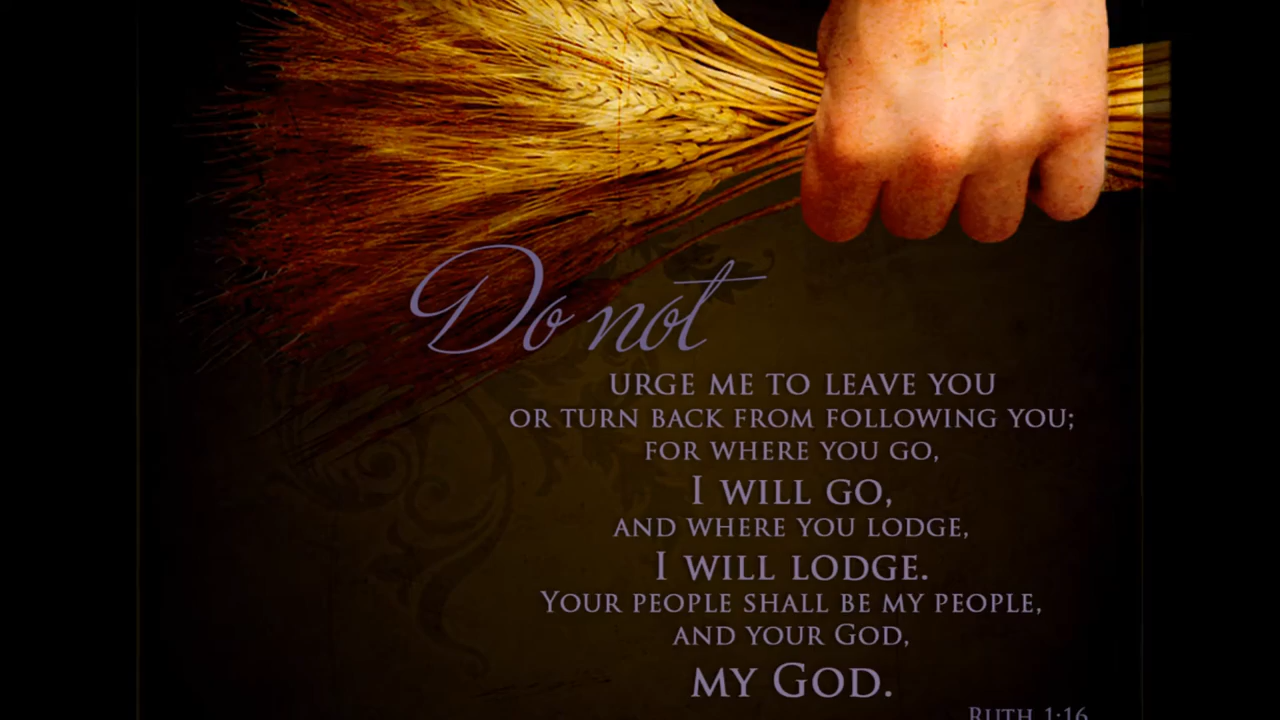 Do not
URGE ME TO LEAVE YOU
OR TURN BACK FROM FOLLOWING YOU;
FOR WHERE YOU GO,
I WILL GO,
AND WHERE YOU LODGE,
I WILL LODGE.
YOUR PEOPLE SHALL BE MY PEOPLE,
AND YOUR GOD,
MY GOD.
RUTH 1:16